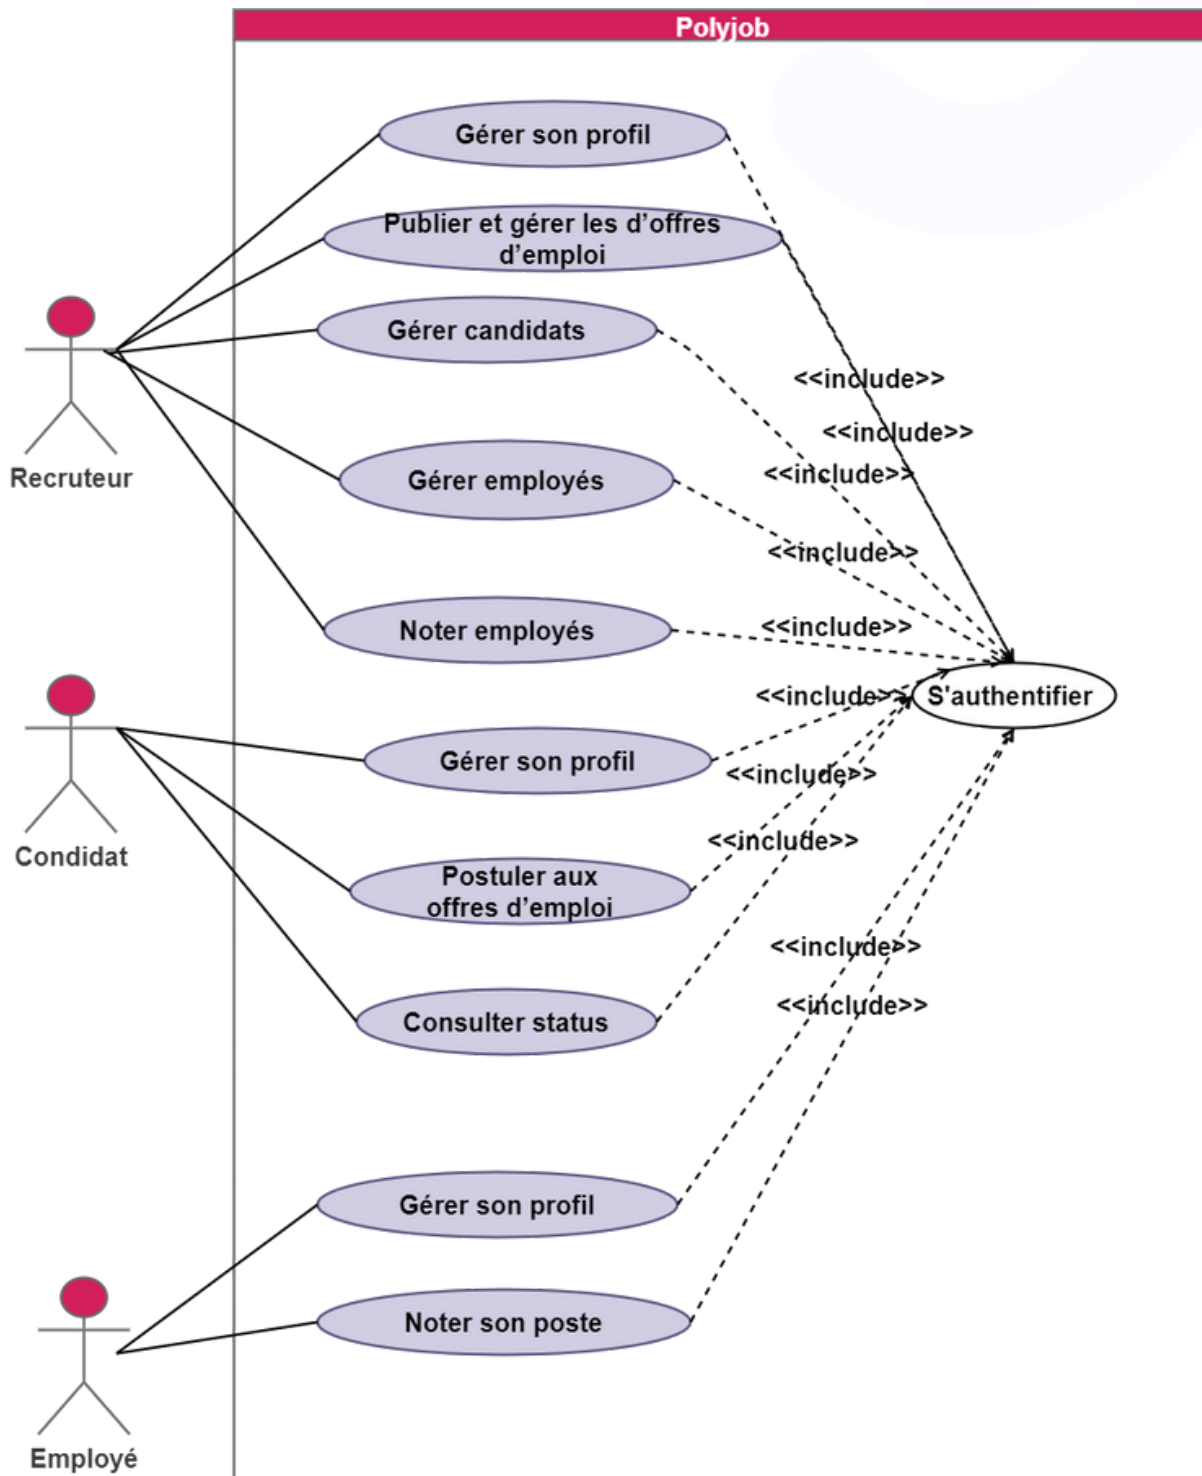 Polyjob
Gérer son profil
Publier et gérer les d’offres
d’emploi
Gérer candidats
<<include>>
<<include>>
<<include>>
Recruteur
Gérer employés
<<include>>
Noter employés
<<include>>
S'authentifier
<<include>>
Gérer son profil
<<include>>
<<include>>
Condidat
Postuler aux
offres d’emploi
<<include>>
<<include>>
Consulter status
Gérer son profil
Noter son poste
Employé